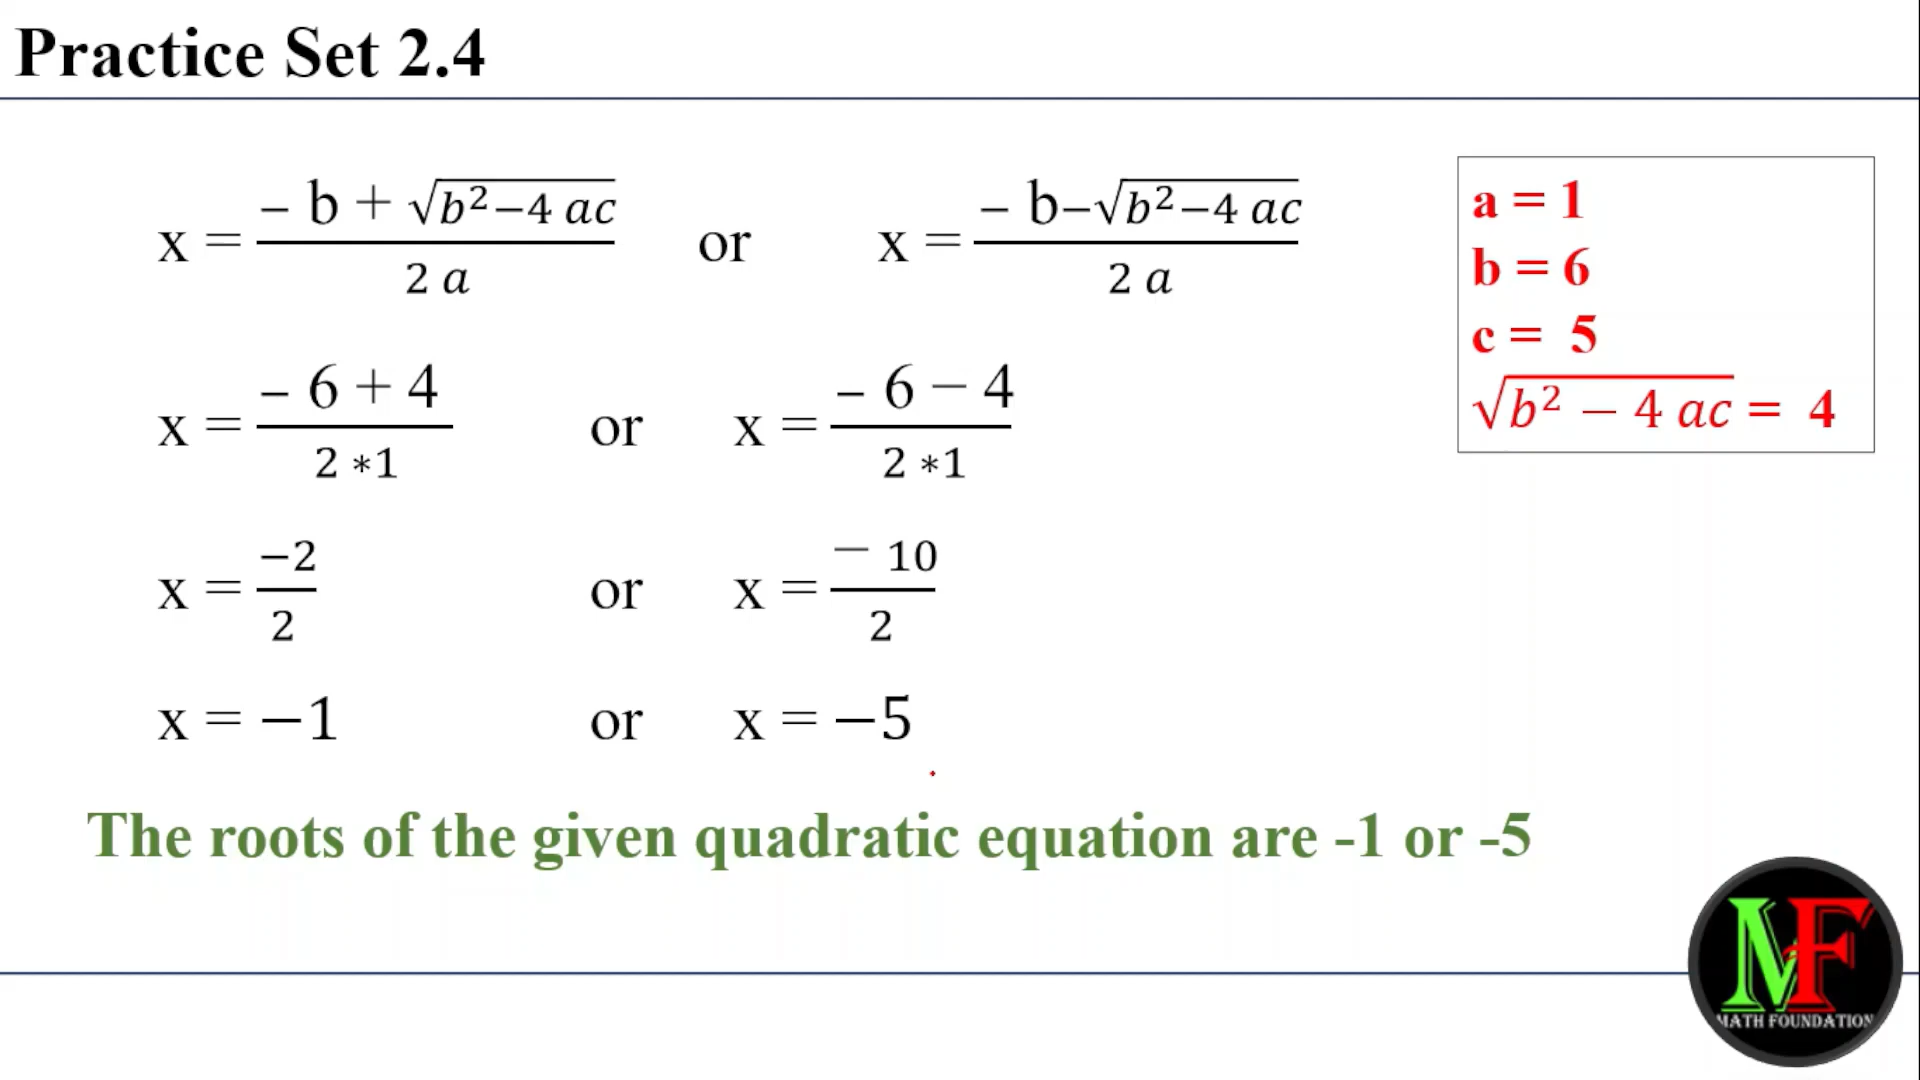 Practice Set 2.4
x = (– b + √(b² – 4 ac)) / (2 a) or x = (– b – √(b² – 4 ac)) / (2 a)
x = (– 6 + 4) / (2 *1) or x = (– 6 – 4) / (2 *1)
x = –2 / 2 or x = – 10 / 2
x = –1 or x = –5
The roots of the given quadratic equation are -1 or -5
a = 1
b = 6
c = 5
√(b² – 4 ac) = 4
MF
MATH FOUNDATION